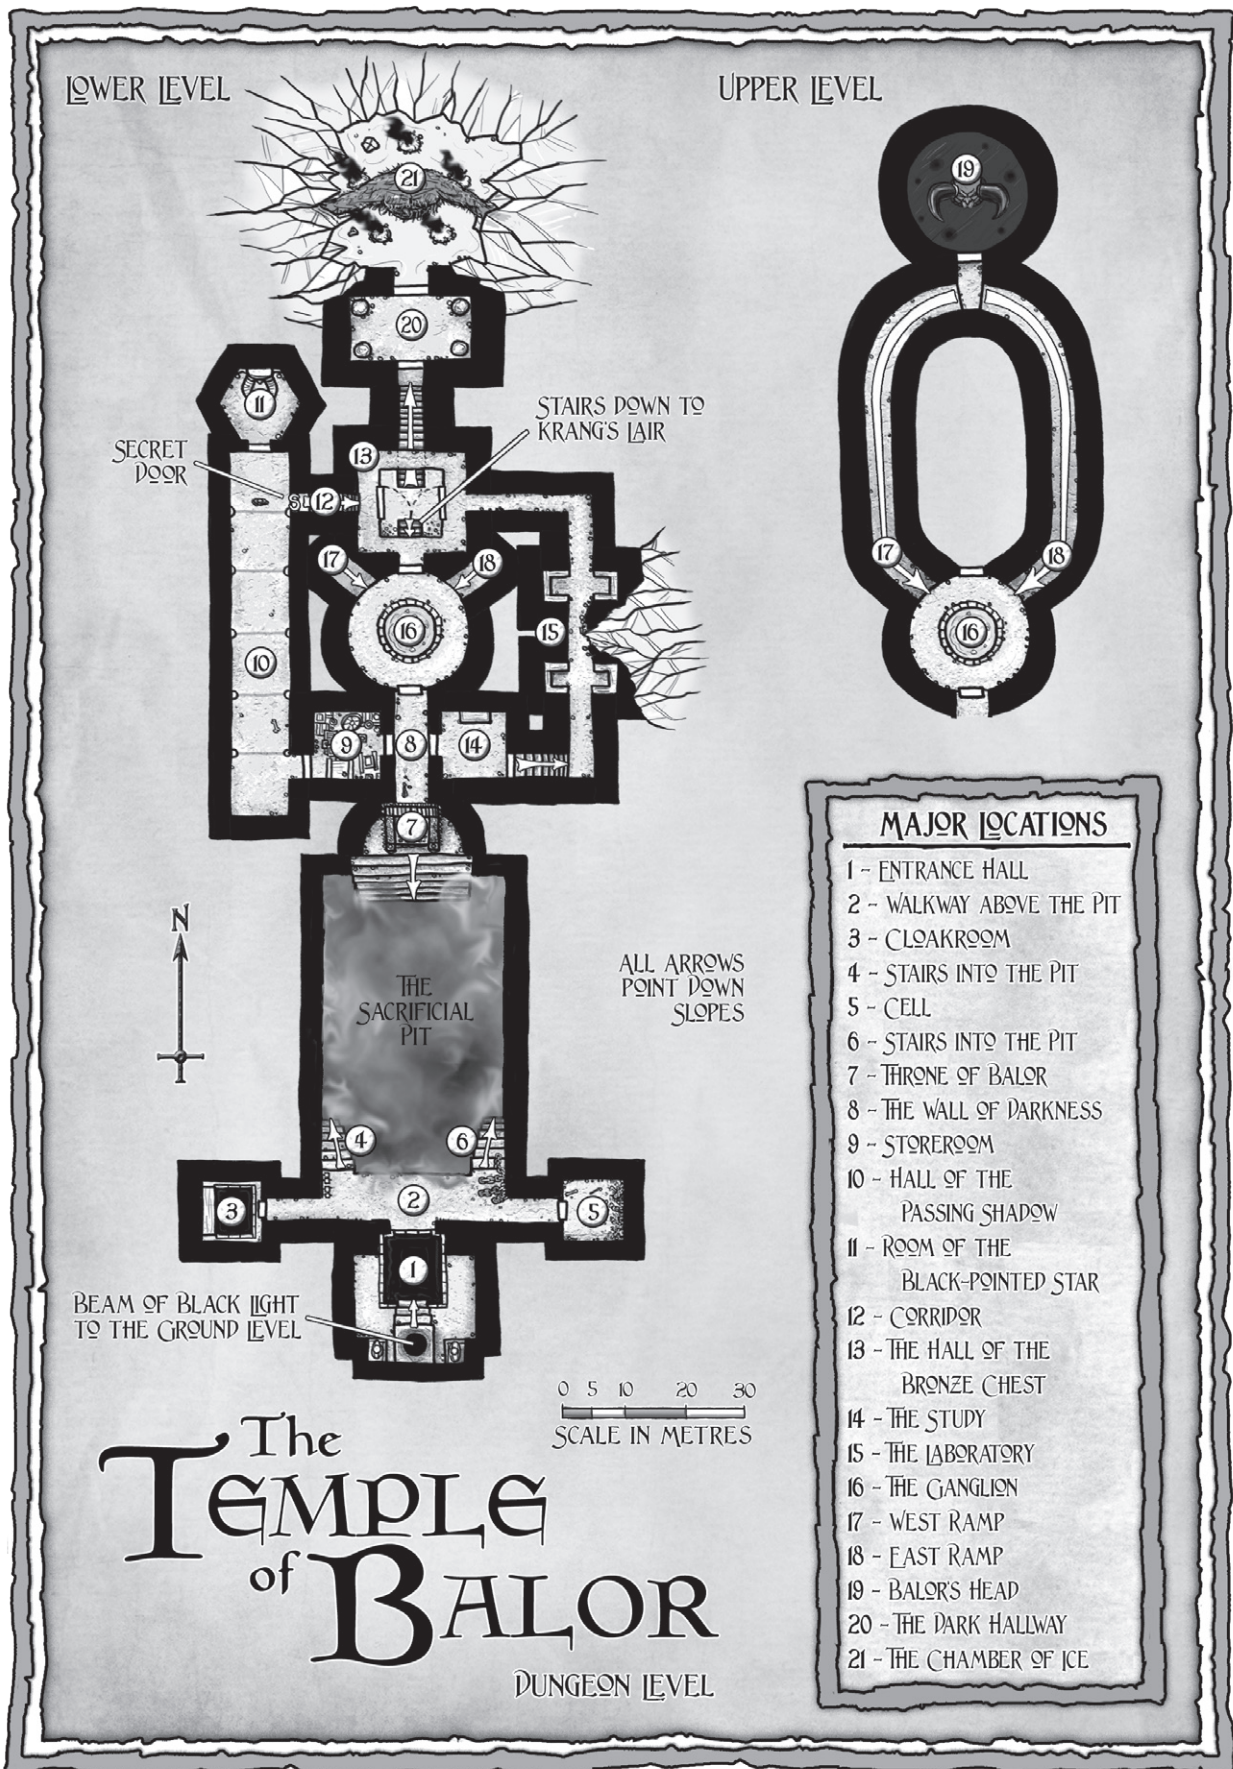 LOWER LEVEL
UPPER LEVEL
19
21
20
11
STAIRS DOWN TO
KRANG'S LAIR
SECRET
DOOR
13
S
12
17
18
17
18
16
15
16
10
9
8
14
7
N
THE
SACRIFICIAL
PIT
ALL ARROWS
POINT DOWN
SLOPES
4
6
3
2
5
1
BEAM OF BLACK LIGHT
TO THE GROUND LEVEL
0 5 10 20 30
SCALE IN METRES
The
TEMPLE
of BALOR
DUNGEON LEVEL
MAJOR LOCATIONS
1 - ENTRANCE HALL
2 - WALKWAY ABOVE THE PIT
3 - CLOAKROOM
4 - STAIRS INTO THE PIT
5 - CELL
6 - STAIRS INTO THE PIT
7 - THRONE OF BALOR
8 - THE WALL OF DARKNESS
9 - STOREROOM
10 - HALL OF THE
PASSING SHADOW
11 - ROOM OF THE
BLACK-POINTED STAR
12 - CORRIDOR
13 - THE HALL OF THE
BRONZE CHEST
14 - THE STUDY
15 - THE LABORATORY
16 - THE GANGLION
17 - WEST RAMP
18 - EAST RAMP
19 - BALOR'S HEAD
20 - THE DARK HALLWAY
21 - THE CHAMBER OF ICE